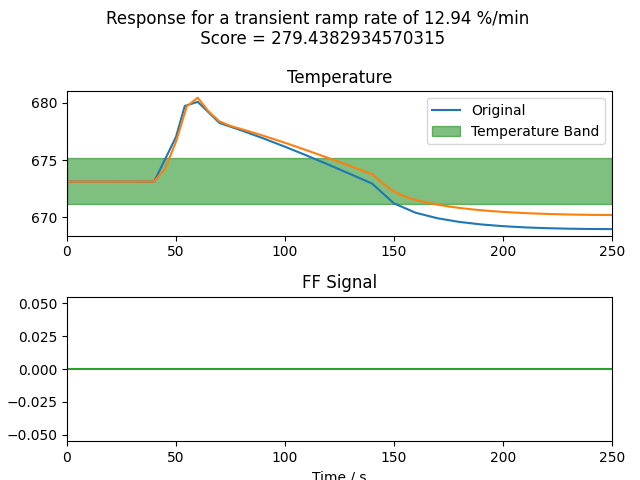 Response for a transient ramp rate of 12.94 %/min
Score = 279.4382934570315
Temperature
680
675
670
Original
Temperature Band
0 50 100 150 200 250
FF Signal
0.050
0.025
0.000
−0.025
−0.050
0 50 100 150 200 250
Time / s